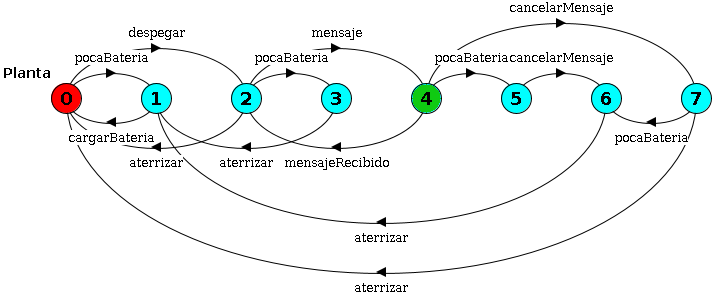 cancelarMensaje
despegar
mensaje
pocaBateria
pocaBateria
pocaBateria
cancelarMensaje
Planta
0
1
2
3
4
5
6
7
cargarBateria
pocaBateria
aterrizar
aterrizar
mensajeRecibido
aterrizar
aterrizar